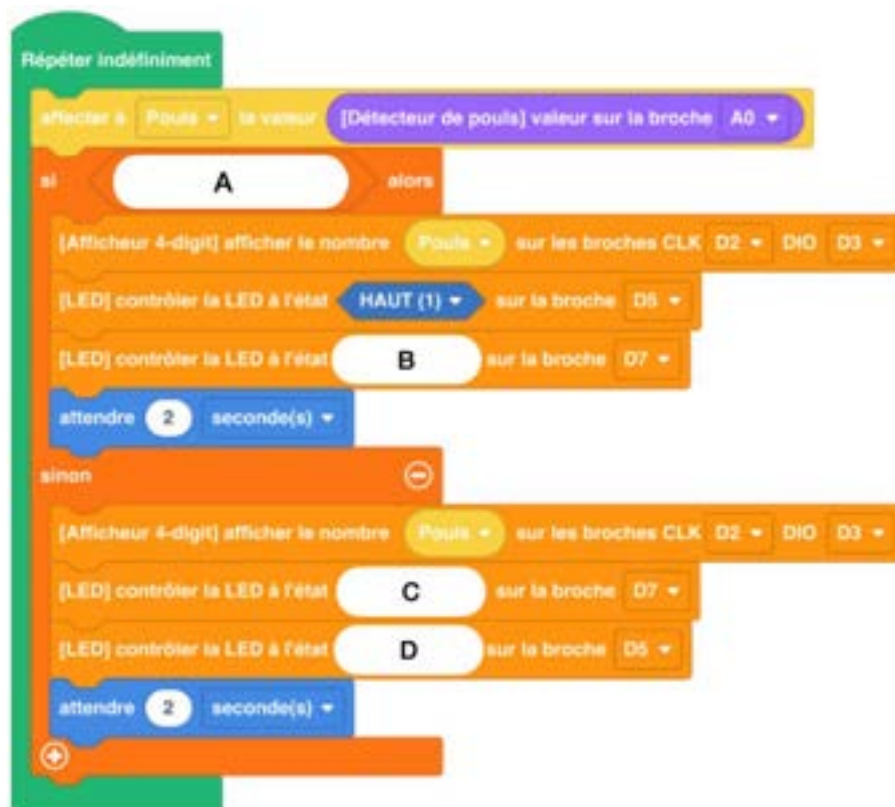 Répéter indéfiniment
affecter à Pouls la valeur [Détecteur de pouls] valeur sur la broche A0
si A alors
[Afficheur 4-digit] afficher le nombre Pouls sur les broches CLK D2 DIO D3
[LED] contrôler la LED à l'état HAUT (1) sur la broche D5
[LED] contrôler la LED à l'état B sur la broche D7
attendre 2 seconde(s)
sinon
[Afficheur 4-digit] afficher le nombre Pouls sur les broches CLK D2 DIO D3
[LED] contrôler la LED à l'état C sur la broche D7
[LED] contrôler la LED à l'état D sur la broche D5
attendre 2 seconde(s)